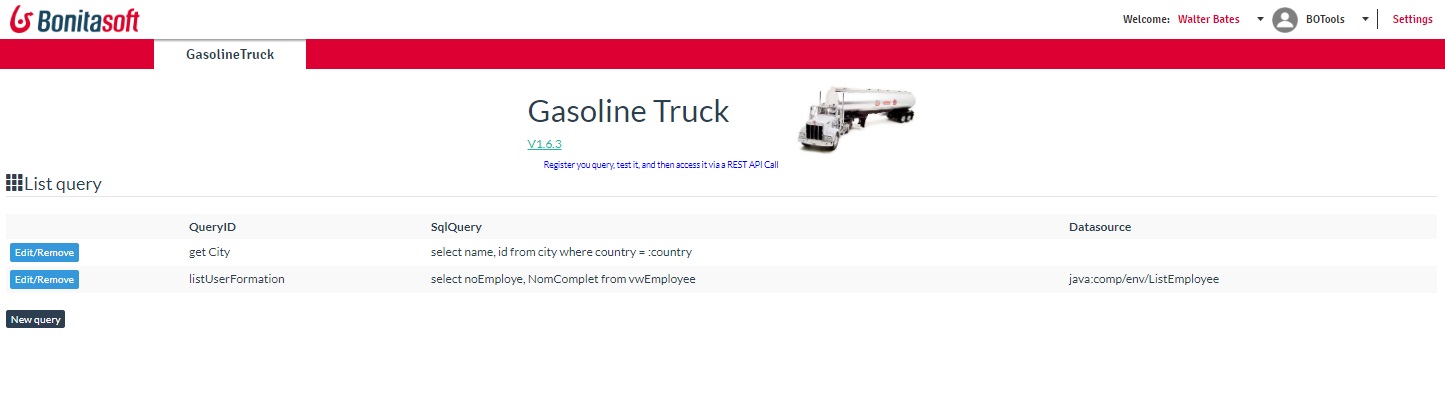 Bonitasoft
Welcome: Walter Bates BOTools Settings
GasolineTruck
Gasoline Truck
V1.6.3
Register you query, test it, and then access it via a REST API Call
List query
QueryID SqlQuery Datasource
Edit/Remove get City select name, id from city where country = :country
Edit/Remove listUserFormation select noEmploye, NomComplet from vwEmployee java:comp/env/ListEmployee
New query